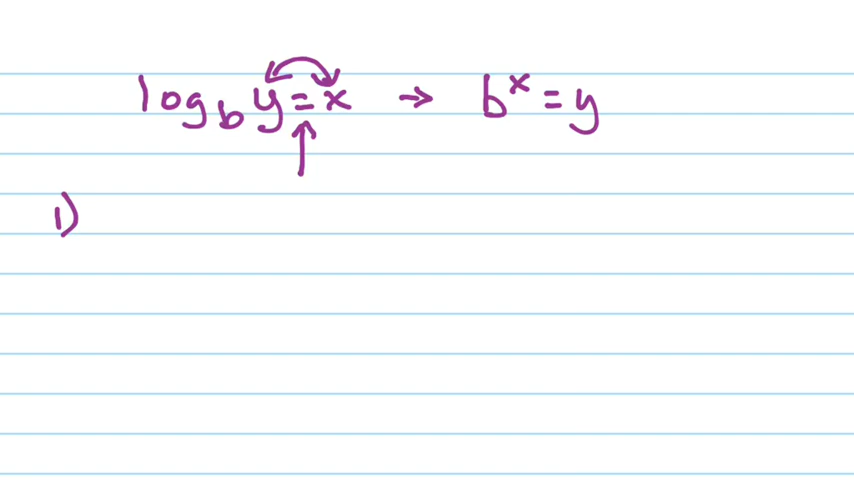 log_b y = x → b^x = y
1)